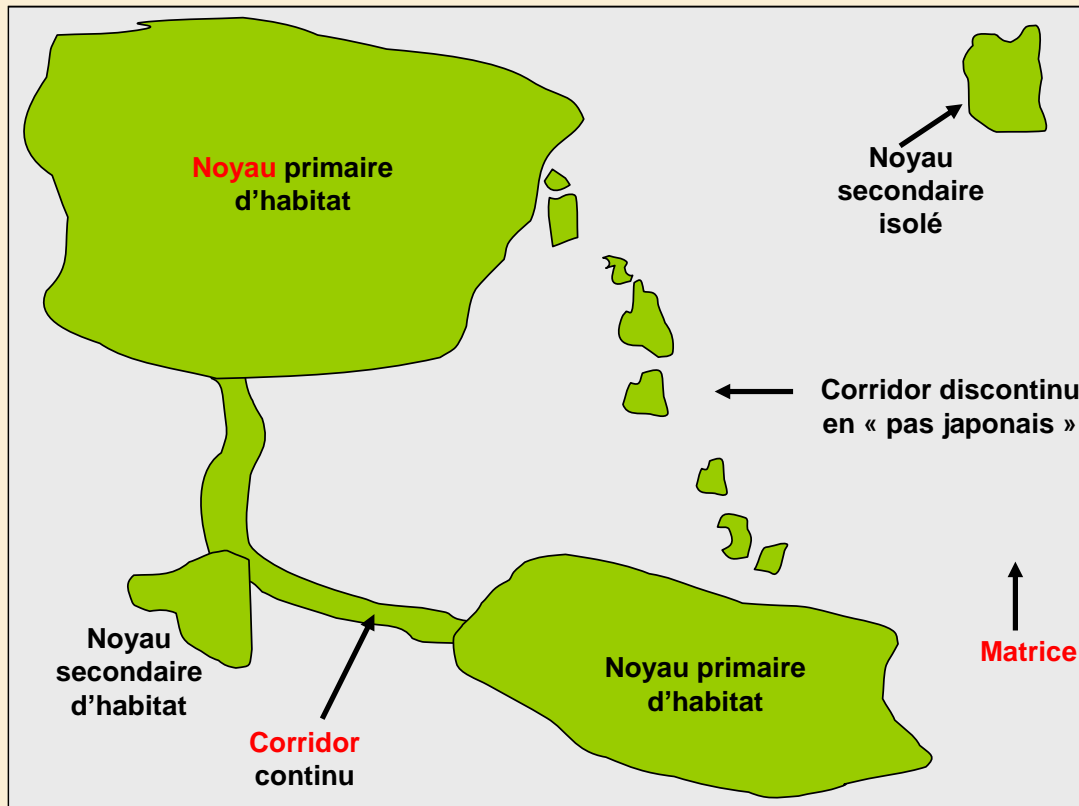 Noyau primaire
d’habitat
Noyau
secondaire
isolé
Corridor discontinu
en « pas japonais »
Matrice
Noyau
secondaire
d’habitat
Noyau primaire
d’habitat
Corridor
continu